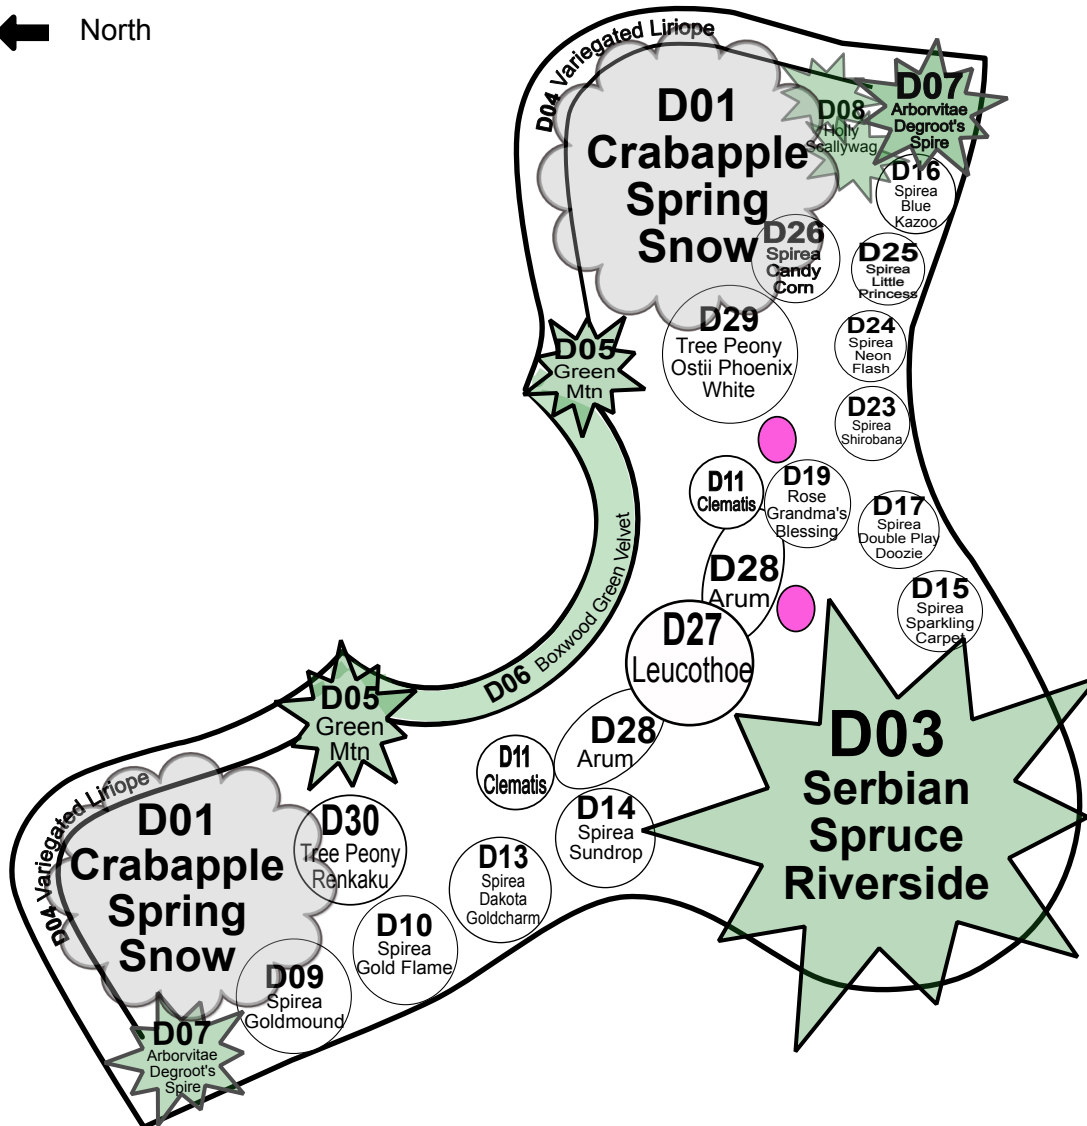 North
D04 Variegated Liriope
D01
Crabapple
Spring
Snow
D08
Holly
Scallywag
D07
Arborvitae
Degroot's
Spire
D16
Spirea
Blue
Kazoo
D26
Spirea
Candy
Corn
D25
Spirea
Little
Princess
D29
Tree Peony
Ostii Phoenix
White
D24
Spirea
Neon
Flash
D05
Green
Mtn
D23
Spirea
Shirobana
D11
Clematis
D19
Rose
Grandma's
Blessing
D17
Spirea
Double Play
Doozie
D28
Arum
D15
Spirea
Sparkling
Carpet
D27
Leucothoe
D06 Boxwood Green Velvet
D05
Green
Mtn
D28
Arum
D03
Serbian
Spruce
Riverside
D11
Clematis
D04 Variegated Liriope
D01
Crabapple
Spring
Snow
D30
Tree Peony
Renkaku
D14
Spirea
Sundrop
D13
Spirea
Dakota
Goldcharm
D10
Spirea
Gold Flame
D09
Spirea
Goldmound
D07
Arborvitae
Degroot's
Spire